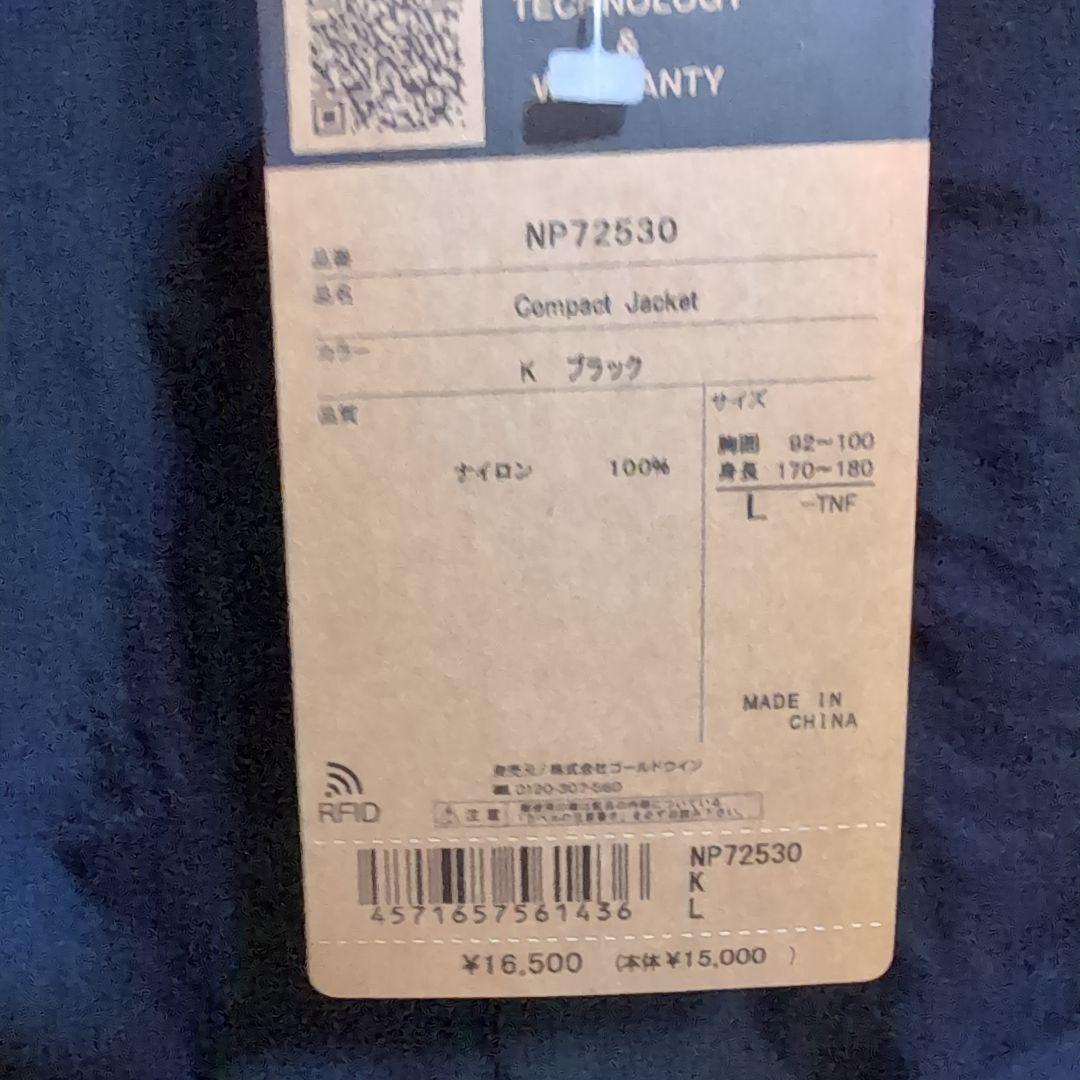 TECHNOLOGY
&
WARRANTY
品番 NP72530
品名 Compact Jacket
カラー K ブラック
品質
サイズ
ナイロン 100%
胸囲 92~100
身長 170~180
L -TNF
MADE IN
CHINA
発売元/株式会社ゴールドウイン
0120-307-560
RFID
注意
4571657561436
NP72530
K
L
¥16,500 (本体¥15,000 )